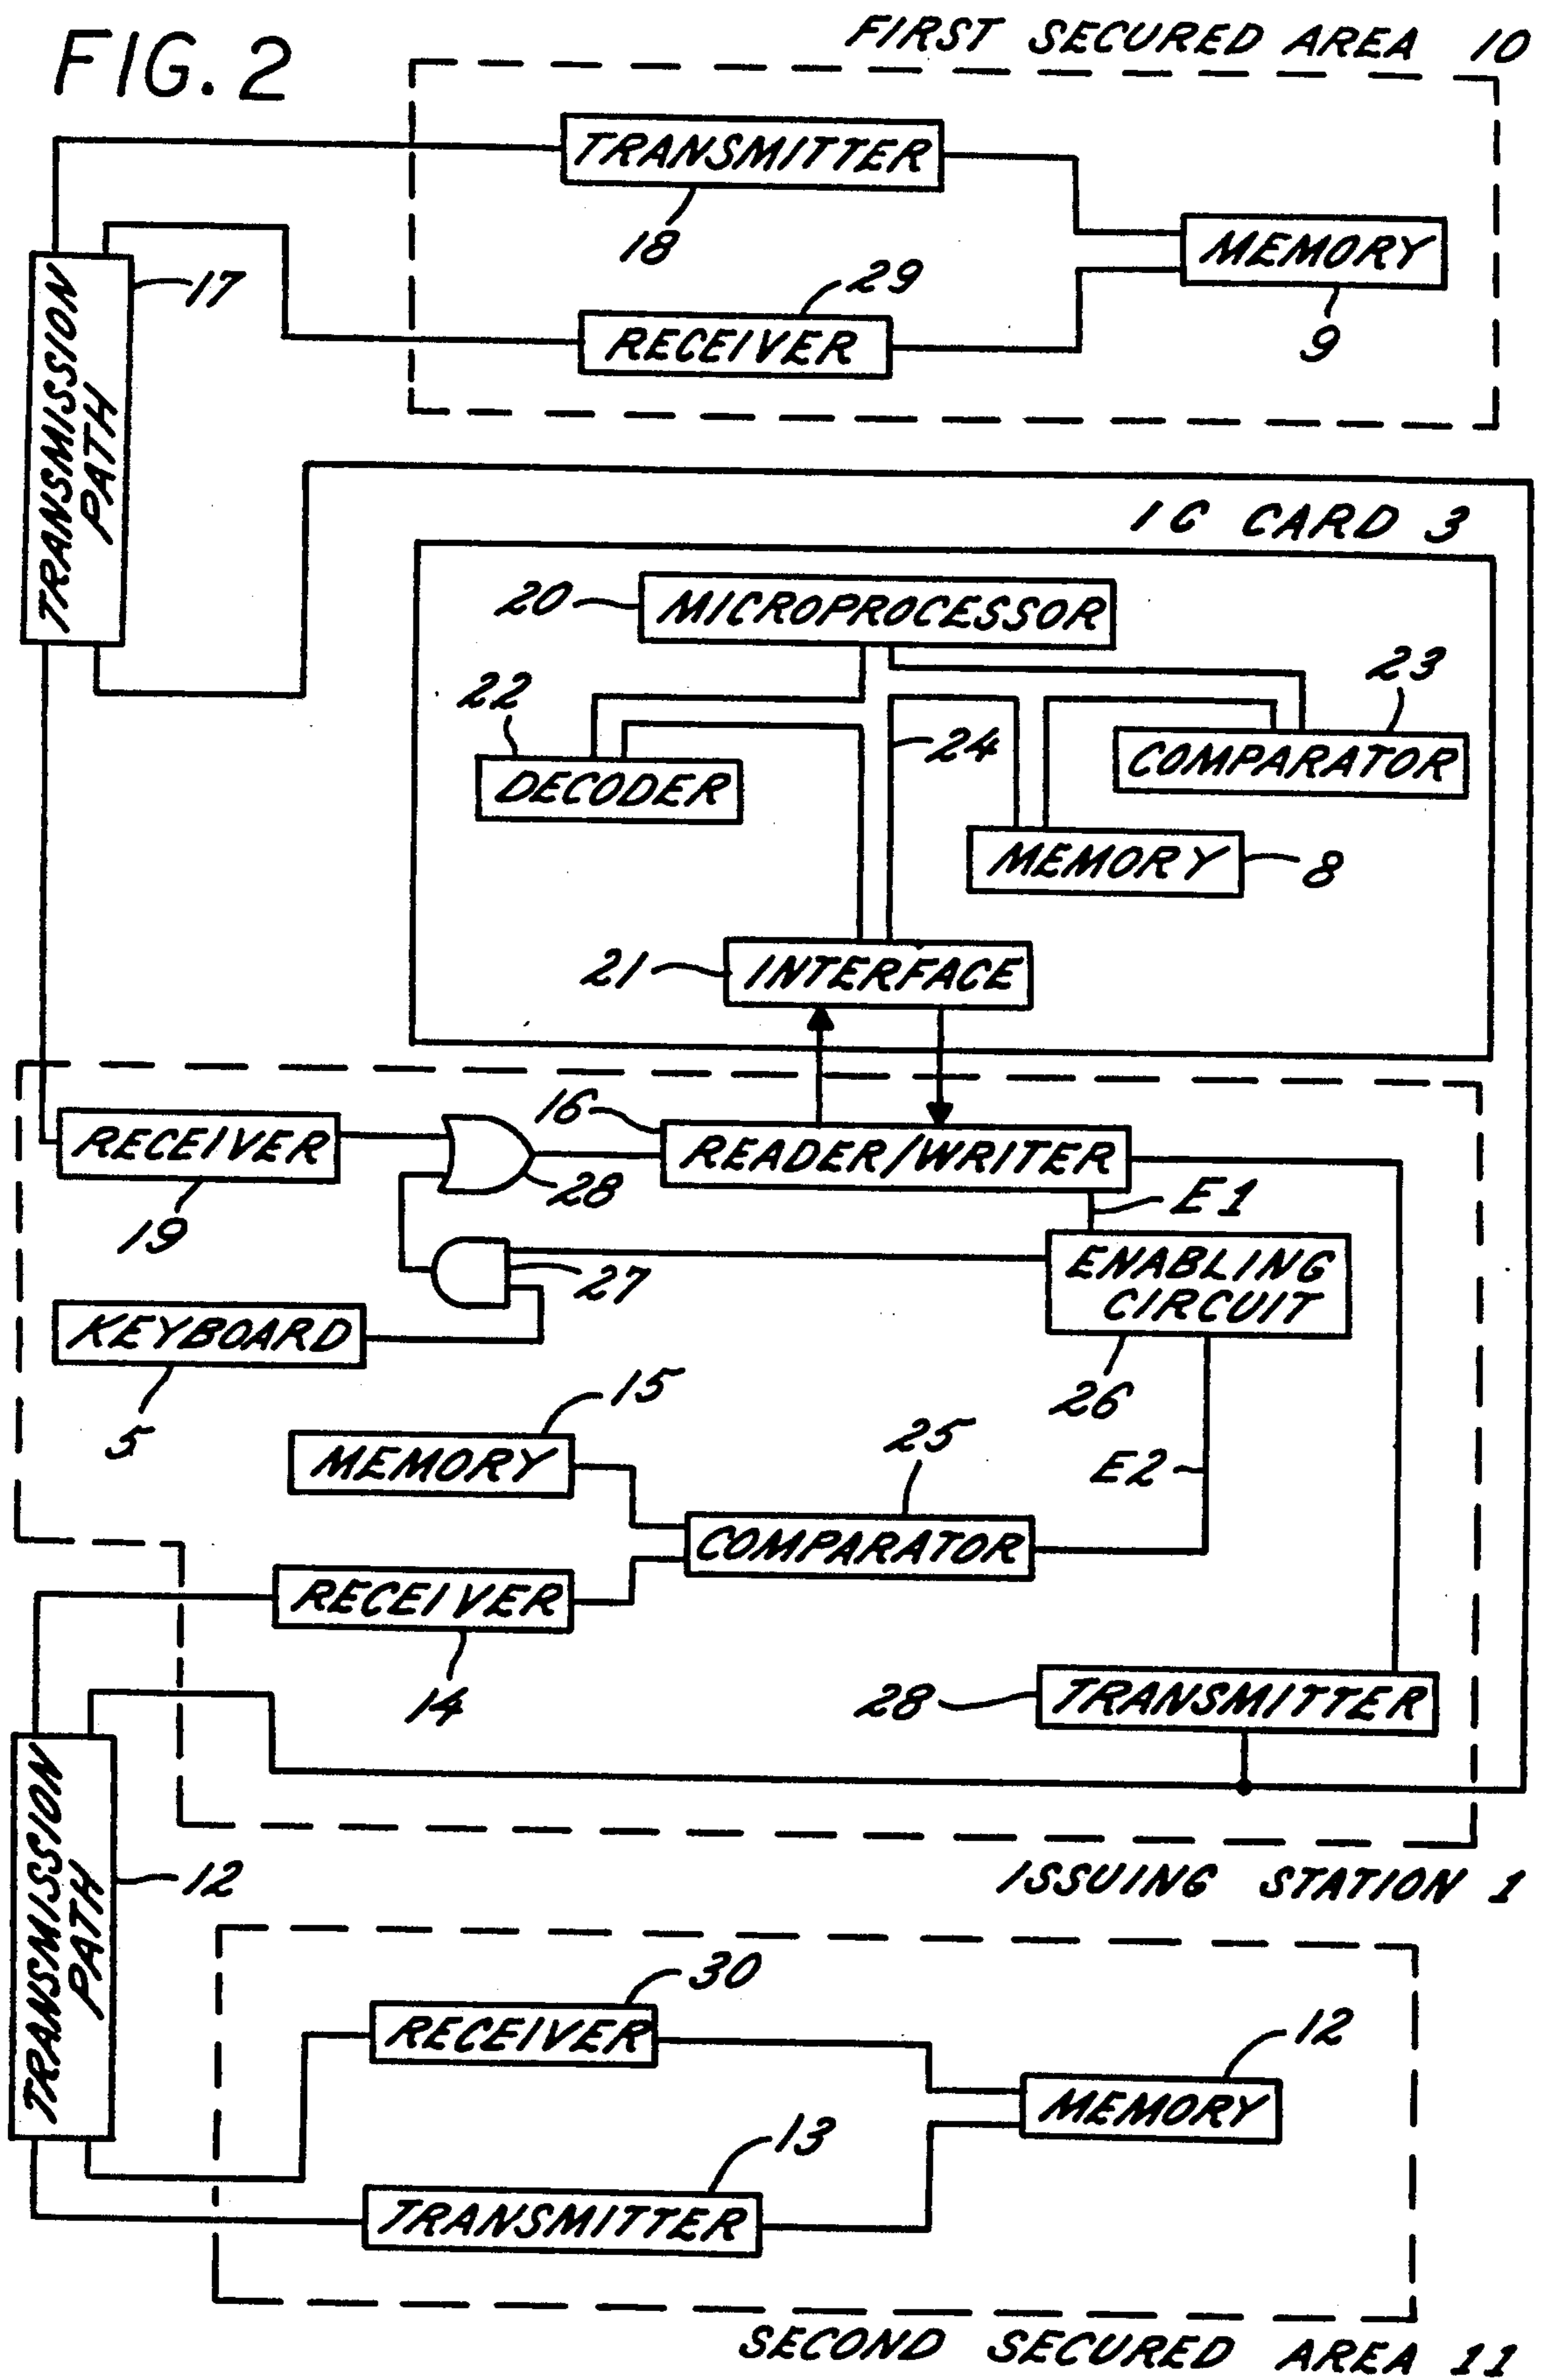 FIG. 2
FIRST SECURED AREA 10
TRANSMITTER
18
MEMORY
9
17
29
RECEIVER
TRANSMISSION
PATH
IC CARD 3
20
MICROPROCESSOR
22
23
24
DECODER
COMPARATOR
MEMORY
8
21
INTERFACE
16
RECEIVER
READER/WRITER
28
19
E1
27
ENABLING
CIRCUIT
KEYBOARD
5
26
15
MEMORY
25
E2
COMPARATOR
RECEIVER
14
28
TRANSMITTER
TRANSMISSION
PATH
12
ISSUING STATION 1
30
RECEIVER
12
MEMORY
13
TRANSMITTER
SECOND SECURED AREA 11